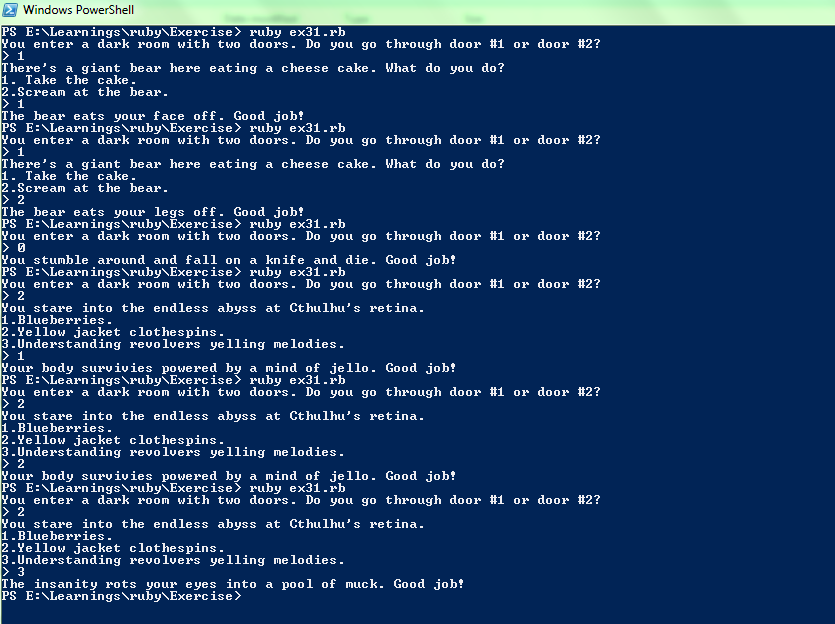 Windows PowerShell
PS E:\Learnings\ruby\Exercise> ruby ex31.rb
You enter a dark room with two doors. Do you go through door #1 or door #2?
> 1
There's a giant bear here eating a cheese cake. What do you do?
1. Take the cake.
2.Scream at the bear.
> 1
The bear eats your face off. Good job!
PS E:\Learnings\ruby\Exercise> ruby ex31.rb
You enter a dark room with two doors. Do you go through door #1 or door #2?
> 1
There's a giant bear here eating a cheese cake. What do you do?
1. Take the cake.
2.Scream at the bear.
> 2
The bear eats your legs off. Good job!
PS E:\Learnings\ruby\Exercise> ruby ex31.rb
You enter a dark room with two doors. Do you go through door #1 or door #2?
> 0
You stumble around and fall on a knife and die. Good job!
PS E:\Learnings\ruby\Exercise> ruby ex31.rb
You enter a dark room with two doors. Do you go through door #1 or door #2?
> 2
You stare into the endless abyss at Cthulhu's retina.
1.Blueberries.
2.Yellow jacket clothespins.
3.Understanding revolvers yelling melodies.
> 1
Your body survivies powered by a mind of jello. Good job!
PS E:\Learnings\ruby\Exercise> ruby ex31.rb
You enter a dark room with two doors. Do you go through door #1 or door #2?
> 2
You stare into the endless abyss at Cthulhu's retina.
1.Blueberries.
2.Yellow jacket clothespins.
3.Understanding revolvers yelling melodies.
> 2
Your body survivies powered by a mind of jello. Good job!
PS E:\Learnings\ruby\Exercise> ruby ex31.rb
You enter a dark room with two doors. Do you go through door #1 or door #2?
> 2
You stare into the endless abyss at Cthulhu's retina.
1.Blueberries.
2.Yellow jacket clothespins.
3.Understanding revolvers yelling melodies.
> 3
The insanity rots your eyes into a pool of muck. Good job!
PS E:\Learnings\ruby\Exercise>